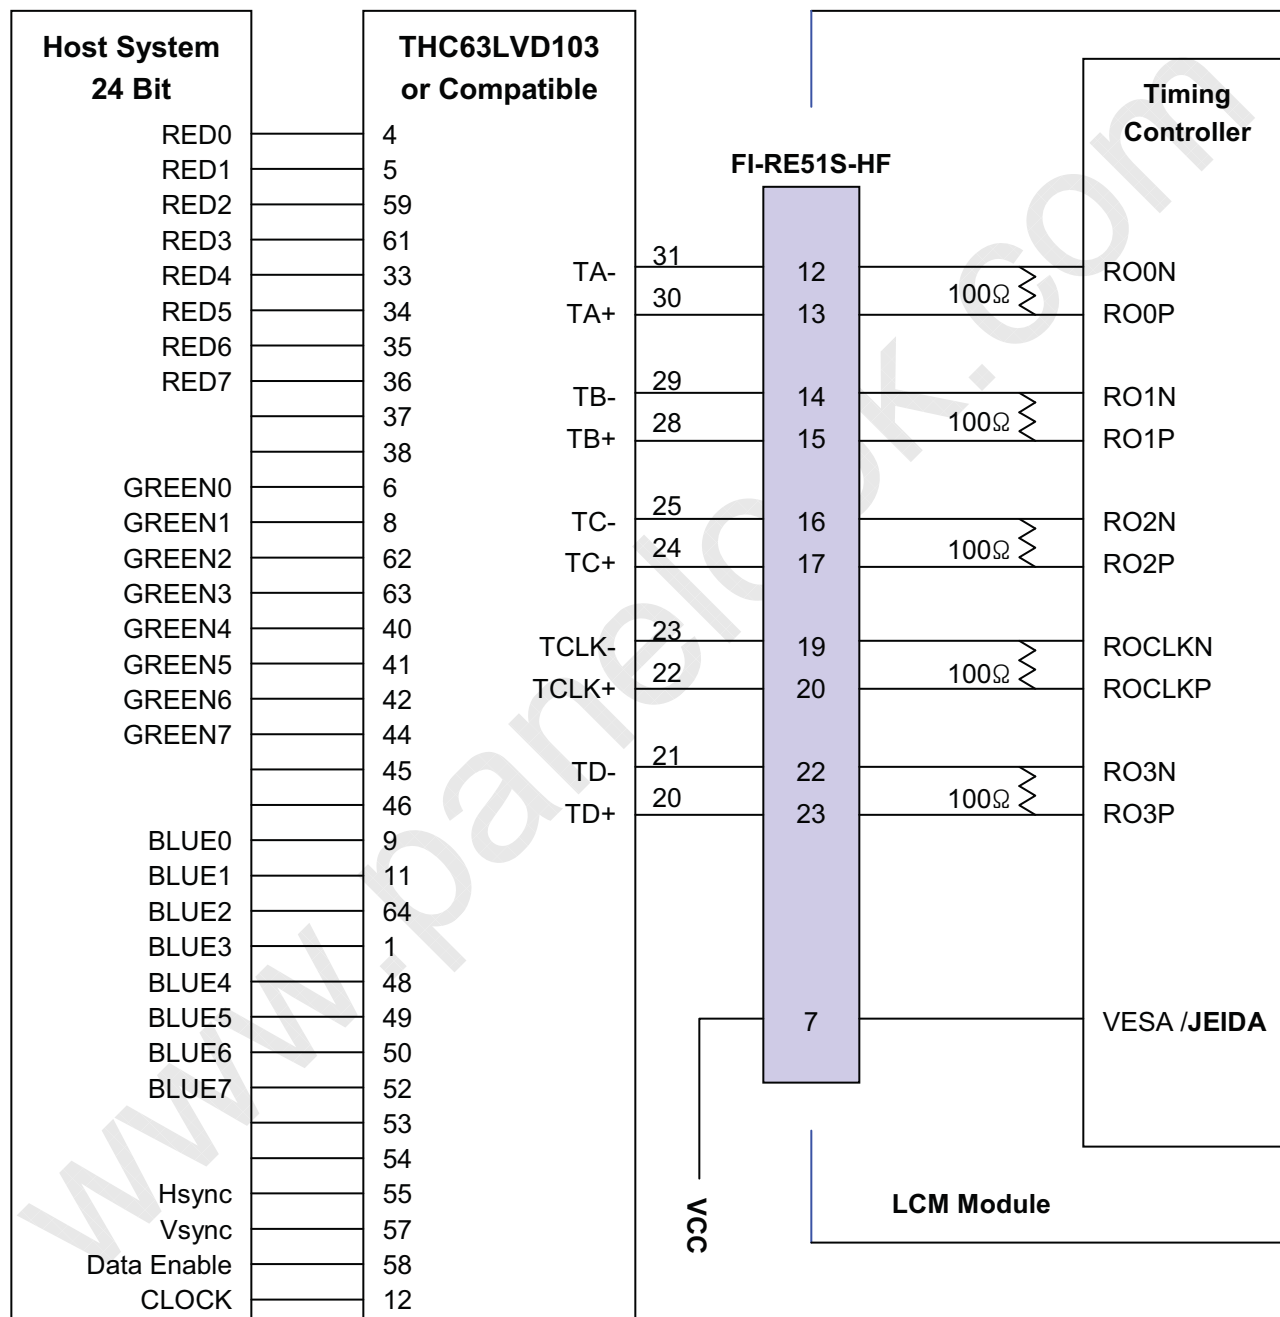 Host System
24 Bit
RED0
RED1
RED2
RED3
RED4
RED5
RED6
RED7
GREEN0
GREEN1
GREEN2
GREEN3
GREEN4
GREEN5
GREEN6
GREEN7
BLUE0
BLUE1
BLUE2
BLUE3
BLUE4
BLUE5
BLUE6
BLUE7
Hsync
Vsync
Data Enable
CLOCK
THC63LVD103
or Compatible
4
5
59
61
33
34
35
36
37
38
6
8
62
63
40
41
42
44
45
46
9
11
64
1
48
49
50
52
53
54
55
57
58
12
TA-
TA+
TB-
TB+
TC-
TC+
TCLK-
TCLK+
TD-
TD+
31
30
29
28
25
24
23
22
21
20
FI-RE51S-HF
12
13
14
15
16
17
19
20
22
23
7
VCC
100Ω
100Ω
100Ω
100Ω
100Ω
Timing
Controller
RO0N
RO0P
RO1N
RO1P
RO2N
RO2P
ROCLKN
ROCLKP
RO3N
RO3P
VESA /JEIDA
LCM Module
www.panelook.com